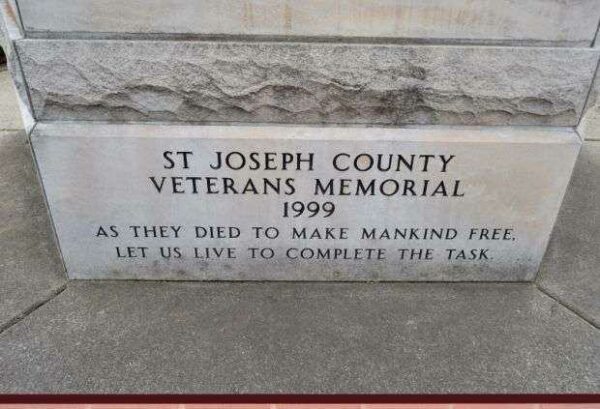 ST JOSEPH COUNTY
VETERANS MEMORIAL
1999
AS THEY DIED TO MAKE MANKIND FREE,
LET US LIVE TO COMPLETE THE TASK.